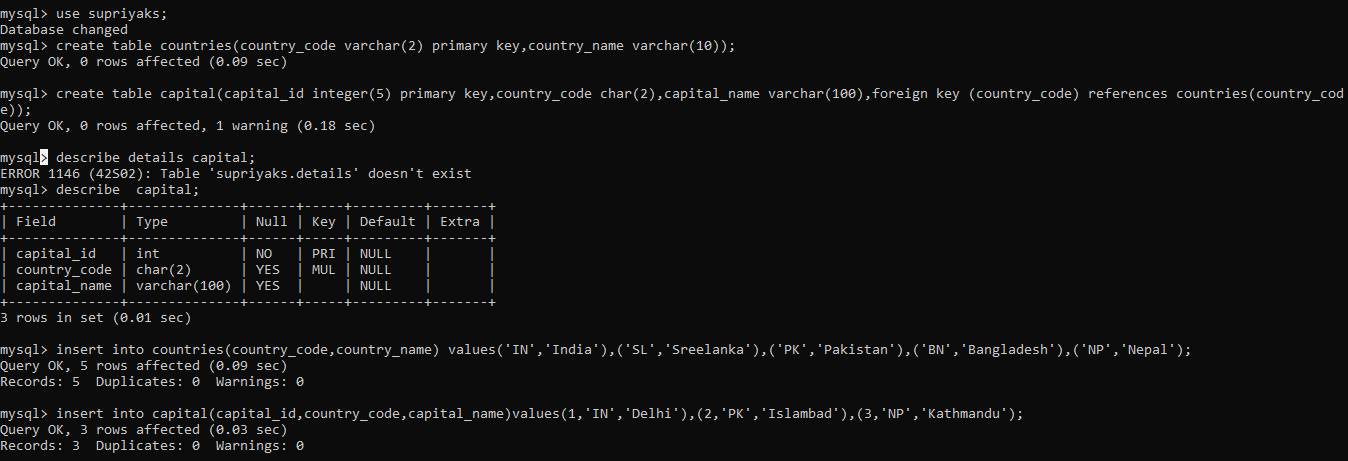 mysql> use supriyaks;
Database changed
mysql> create table countries(country_code varchar(2) primary key,country_name varchar(10));
Query OK, 0 rows affected (0.09 sec)
mysql> create table capital(capital_id integer(5) primary key,country_code char(2),capital_name varchar(100),foreign key (country_code) references countries(country_cod
e));
Query OK, 0 rows affected, 1 warning (0.18 sec)
mysql> describe details capital;
ERROR 1146 (42S02): Table 'supriyaks.details' doesn't exist
mysql> describe  capital;
+--------------+--------------+------+-----+---------+-------+
| Field        | Type         | Null | Key | Default | Extra |
+--------------+--------------+------+-----+---------+-------+
| capital_id   | int          | NO   | PRI | NULL    |       |
| country_code | char(2)      | YES  | MUL | NULL    |       |
| capital_name | varchar(100) | YES  |     | NULL    |       |
+--------------+--------------+------+-----+---------+-------+
3 rows in set (0.01 sec)
mysql> insert into countries(country_code,country_name) values('IN','India'),('SL','Sreelanka'),('PK','Pakistan'),('BN','Bangladesh'),('NP','Nepal');
Query OK, 5 rows affected (0.09 sec)
Records: 5  Duplicates: 0  Warnings: 0
mysql> insert into capital(capital_id,country_code,capital_name)values(1,'IN','Delhi'),(2,'PK','Islambad'),(3,'NP','Kathmandu');
Query OK, 3 rows affected (0.03 sec)
Records: 3  Duplicates: 0  Warnings: 0